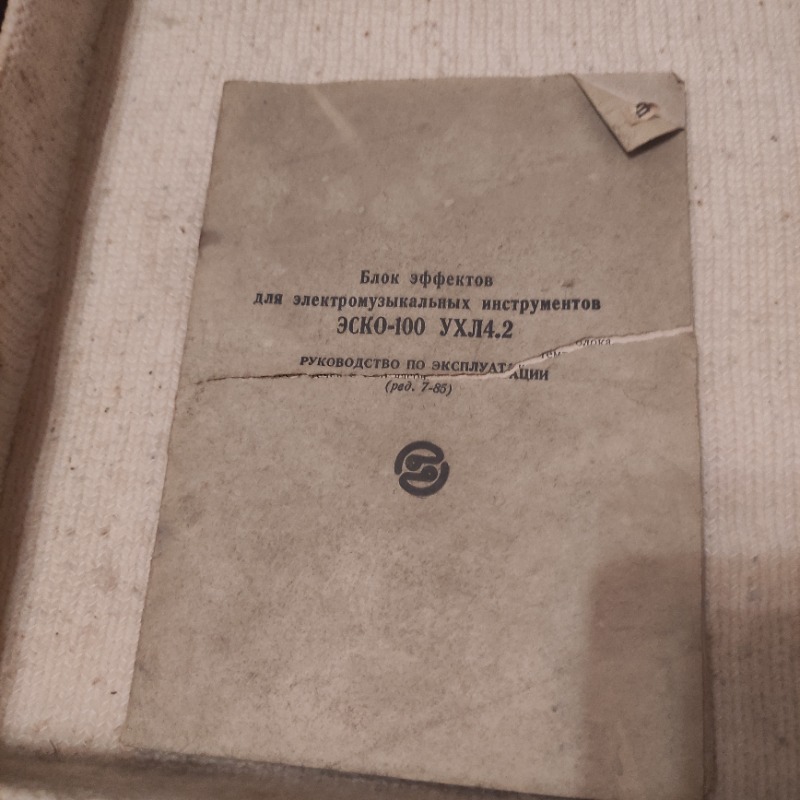 Блок эффектов
для электромузыкальных инструментов
ЭСКО-100 УХЛ4.2
РУКОВОДСТВО ПО ЭКСПЛУАТАЦИИ
(ред. 7-85)